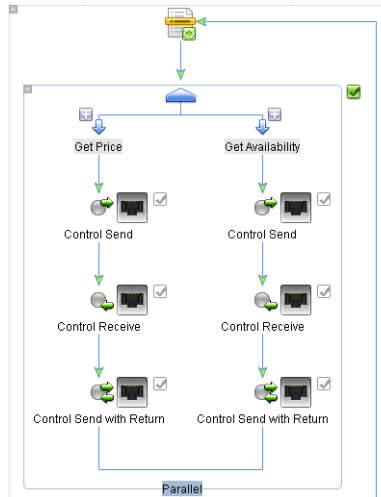 Get Price
Get Availability
Control Send
Control Send
Control Receive
Control Receive
Control Send with Return
Control Send with Return
Parallel